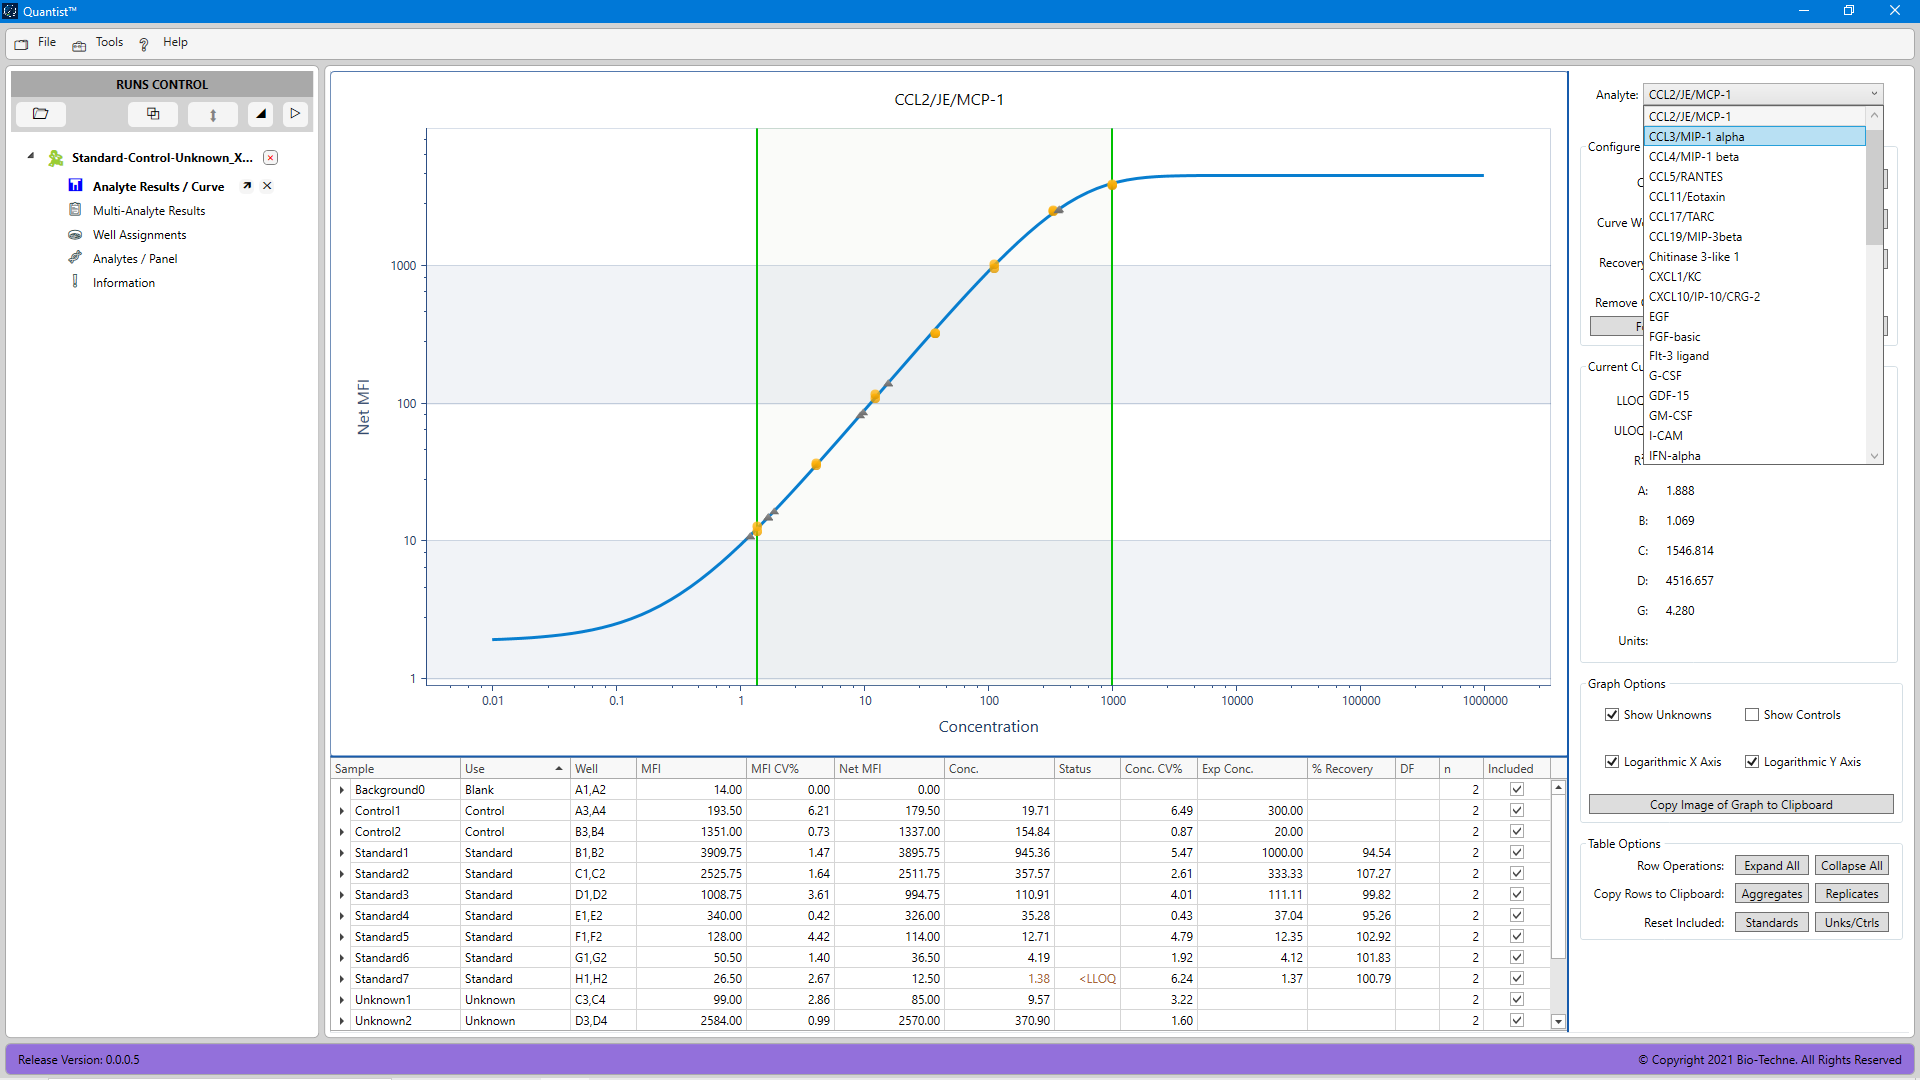 Quantist™
File Tools Help
RUNS CONTROL
Standard-Control-Unknown_X...
Analyte Results / Curve
Multi-Analyte Results
Well Assignments
Analytes / Panel
Information
CCL2/JE/MCP-1
Net MFI
1000
100
10
1
0.01 0.1 1 10 100 1000 10000 100000 1000000
Concentration
Sample Use Well MFI MFI CV% Net MFI Conc. Status Conc. CV% Exp Conc. % Recovery DF n Included
Background0 Blank A1,A2 14.00 0.00 0.00 2
Control1 Control A3,A4 193.50 6.21 179.50 19.71 6.49 300.00 2
Control2 Control B3,B4 1351.00 0.73 1337.00 154.84 0.87 20.00 2
Standard1 Standard B1,B2 3909.75 1.47 3895.75 945.36 5.47 1000.00 94.54 2
Standard2 Standard C1,C2 2525.75 1.64 2511.75 357.57 2.61 333.33 107.27 2
Standard3 Standard D1,D2 1008.75 3.61 994.75 110.91 4.01 111.11 99.82 2
Standard4 Standard E1,E2 340.00 0.42 326.00 35.28 0.43 37.04 95.26 2
Standard5 Standard F1,F2 128.00 4.42 114.00 12.71 4.79 12.35 102.92 2
Standard6 Standard G1,G2 50.50 1.40 36.50 4.19 1.92 4.12 101.83 2
Standard7 Standard H1,H2 26.50 2.67 12.50 1.38 <LLOQ 6.24 1.37 100.79 2
Unknown1 Unknown C3,C4 99.00 2.86 85.00 9.57 3.22 2
Unknown2 Unknown D3,D4 2584.00 0.99 2570.00 370.90 1.60 2
Analyte: CCL2/JE/MCP-1
CCL2/JE/MCP-1
CCL3/MIP-1 alpha
CCL4/MIP-1 beta
CCL5/RANTES
CCL11/Eotaxin
CCL17/TARC
CCL19/MIP-3beta
Chitinase 3-like 1
CXCL1/KC
CXCL10/IP-10/CRG-2
EGF
FGF-basic
Flt-3 ligand
G-CSF
GDF-15
GM-CSF
I-CAM
IFN-alpha
Configure
Curve
Recovery
Remove
Current
LLOQ
ULOQ
A: 1.888
B: 1.069
C: 1546.814
D: 4516.657
G: 4.280
Units:
Graph Options
Show Unknowns Show Controls
Logarithmic X Axis Logarithmic Y Axis
Copy Image of Graph to Clipboard
Table Options
Row Operations: Expand All Collapse All
Copy Rows to Clipboard: Aggregates Replicates
Reset Included: Standards Unks/Ctrls
Release Version: 0.0.0.5
© Copyright 2021 Bio-Techne. All Rights Reserved